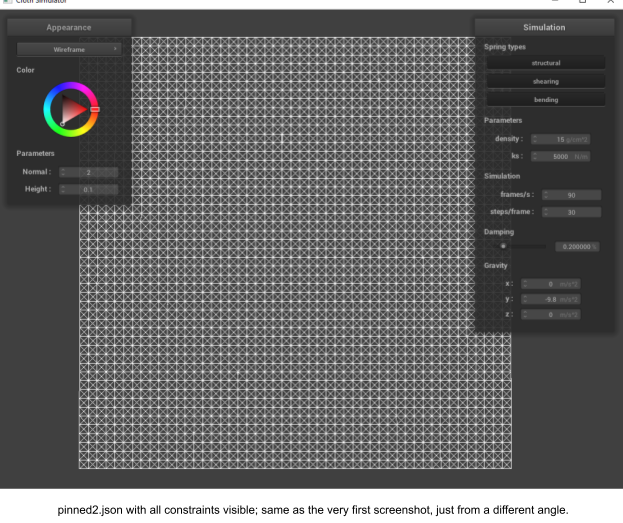 Cloth Simulator
Appearance
Wireframe
Color
Parameters
Normal : 2
Height : 0.1
Simulation
Spring types
structural
shearing
bending
Parameters
density : 15 g/cm^2
ks : 5000 N/m
Simulation
frames/s : 90
steps/frame : 30
Damping
0.200000 %
Gravity
x : 0 m/s^2
y : -9.8 m/s^2
z : 0 m/s^2
pinned2.json with all constraints visible; same as the very first screenshot, just from a different angle.